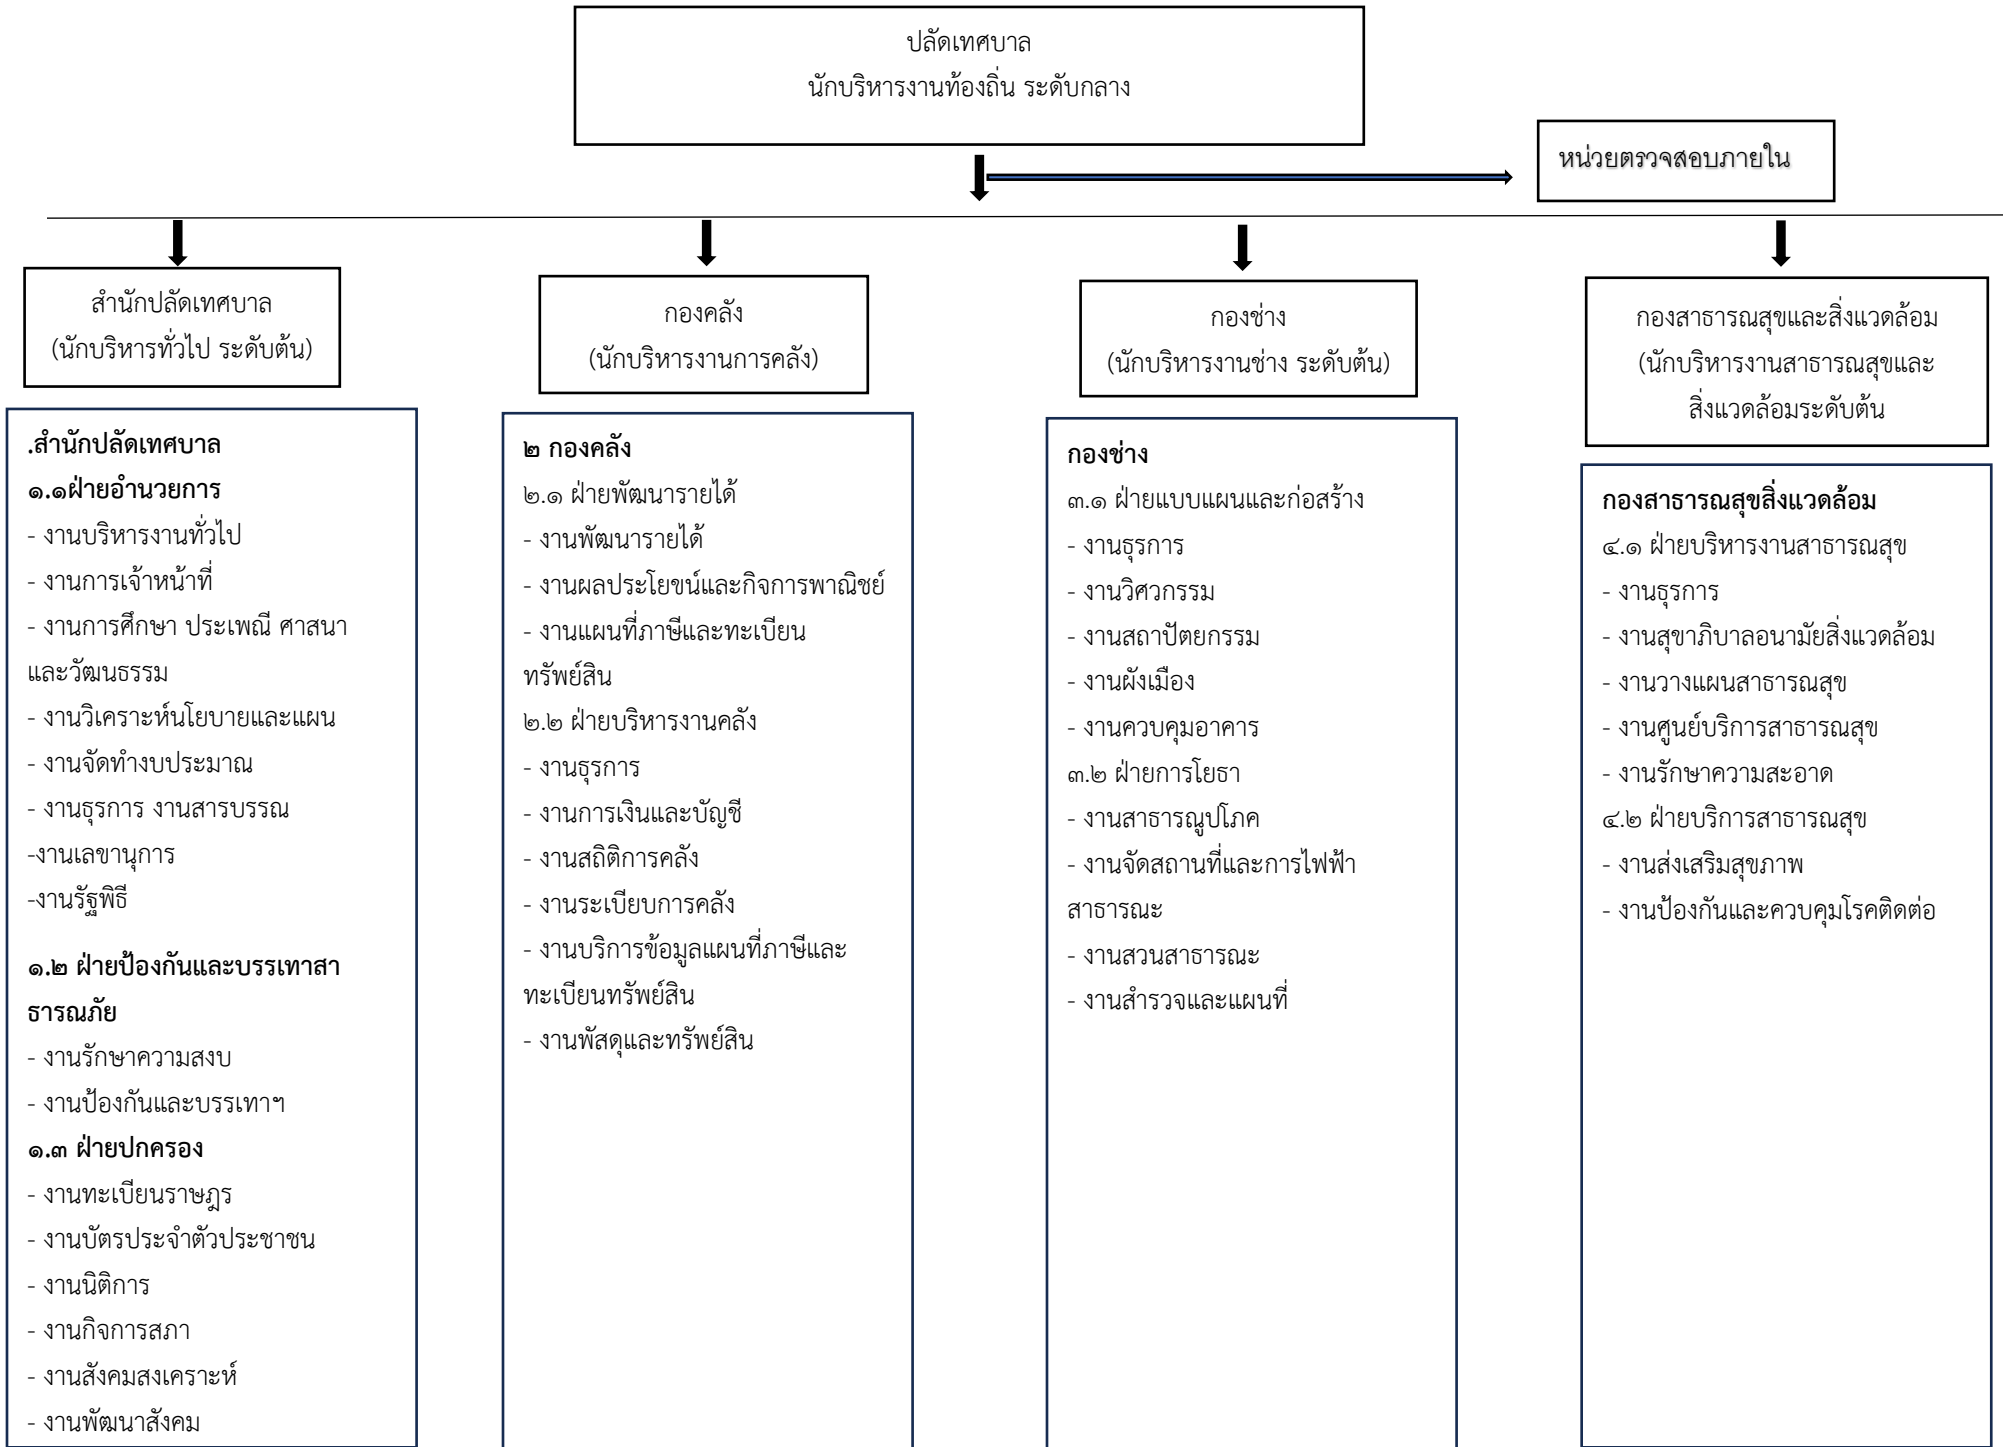 ปลัดเทศบาล
นักบริหารงานท้องถิ่น ระดับกลาง
หน่วยตรวจสอบภายใน
สำนักปลัดเทศบาล
(นักบริหารทั่วไป ระดับต้น)
กองคลัง
(นักบริหารงานการคลัง)
กองช่าง
(นักบริหารงานช่าง ระดับต้น)
กองสาธารณสุขและสิ่งแวดล้อม
(นักบริหารงานสาธารณสุขและ
สิ่งแวดล้อมระดับต้น
.สำนักปลัดเทศบาล
๑.๑ฝ่ายอำนวยการ
- งานบริหารงานทั่วไป
- งานการเจ้าหน้าที่
- งานการศึกษา ประเพณี ศาสนา
และวัฒนธรรม
- งานวิเคราะห์นโยบายและแผน
- งานจัดทำงบประมาณ
- งานธุรการ งานสารบรรณ
-งานเลขานุการ
-งานรัฐพิธี
๑.๒ ฝ่ายป้องกันและบรรเทาสา
ธารณภัย
- งานรักษาความสงบ
- งานป้องกันและบรรเทาฯ
๑.๓ ฝ่ายปกครอง
- งานทะเบียนราษฎร
- งานบัตรประจำตัวประชาชน
- งานนิติการ
- งานกิจการสภา
- งานสังคมสงเคราะห์
- งานพัฒนาสังคม
๒ กองคลัง
๒.๑ ฝ่ายพัฒนารายได้
- งานพัฒนารายได้
- งานผลประโยขน์และกิจการพาณิชย์
- งานแผนที่ภาษีและทะเบียน
ทรัพย์สิน
๒.๒ ฝ่ายบริหารงานคลัง
- งานธุรการ
- งานการเงินและบัญชี
- งานสถิติการคลัง
- งานระเบียบการคลัง
- งานบริการข้อมูลแผนที่ภาษีและ
ทะเบียนทรัพย์สิน
- งานพัสดุและทรัพย์สิน
กองช่าง
๓.๑ ฝ่ายแบบแผนและก่อสร้าง
- งานธุรการ
- งานวิศวกรรม
- งานสถาปัตยกรรม
- งานผังเมือง
- งานควบคุมอาคาร
๓.๒ ฝ่ายการโยธา
- งานสาธารณูปโภค
- งานจัดสถานที่และการไฟฟ้า
สาธารณะ
- งานสวนสาธารณะ
- งานสำรวจและแผนที่
กองสาธารณสุขสิ่งแวดล้อม
๔.๑ ฝ่ายบริหารงานสาธารณสุข
- งานธุรการ
- งานสุขาภิบาลอนามัยสิ่งแวดล้อม
- งานวางแผนสาธารณสุข
- งานศูนย์บริการสาธารณสุข
- งานรักษาความสะอาด
๔.๒ ฝ่ายบริการสาธารณสุข
- งานส่งเสริมสุขภาพ
- งานป้องกันและควบคุมโรคติดต่อ